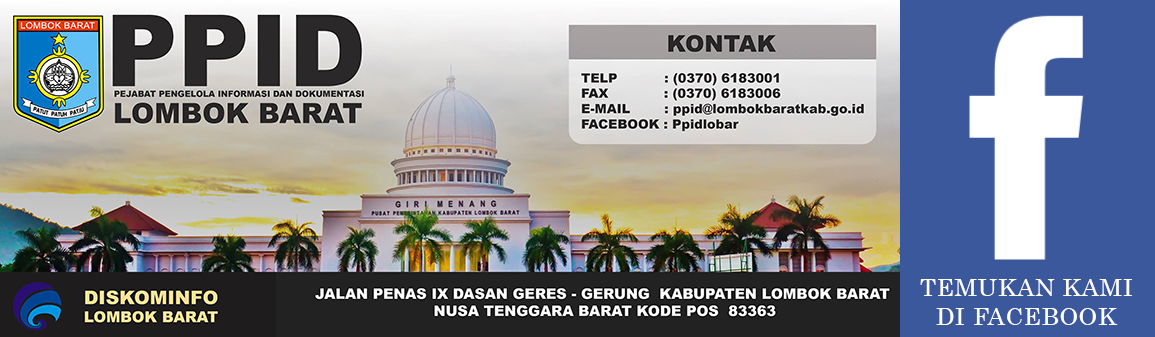 LOMBOK BARAT
PATUT PATUH PATJU
PPID
PEJABAT PENGELOLA INFORMASI DAN DOKUMENTASI
LOMBOK BARAT
KONTAK
TELP : (0370) 6183001
FAX : (0370) 6183006
E-MAIL : ppid@lombokbaratkab.go.id
FACEBOOK : Ppidlobar
GIRI MENANG
PUSAT PEMERINTAHAN KABUPATEN LOMBOK BARAT
DISKOMINFO
LOMBOK BARAT
JALAN PENAS IX DASAN GERES - GERUNG KABUPATEN LOMBOK BARAT
NUSA TENGGARA BARAT KODE POS 83363
f
TEMUKAN KAMI
DI FACEBOOK